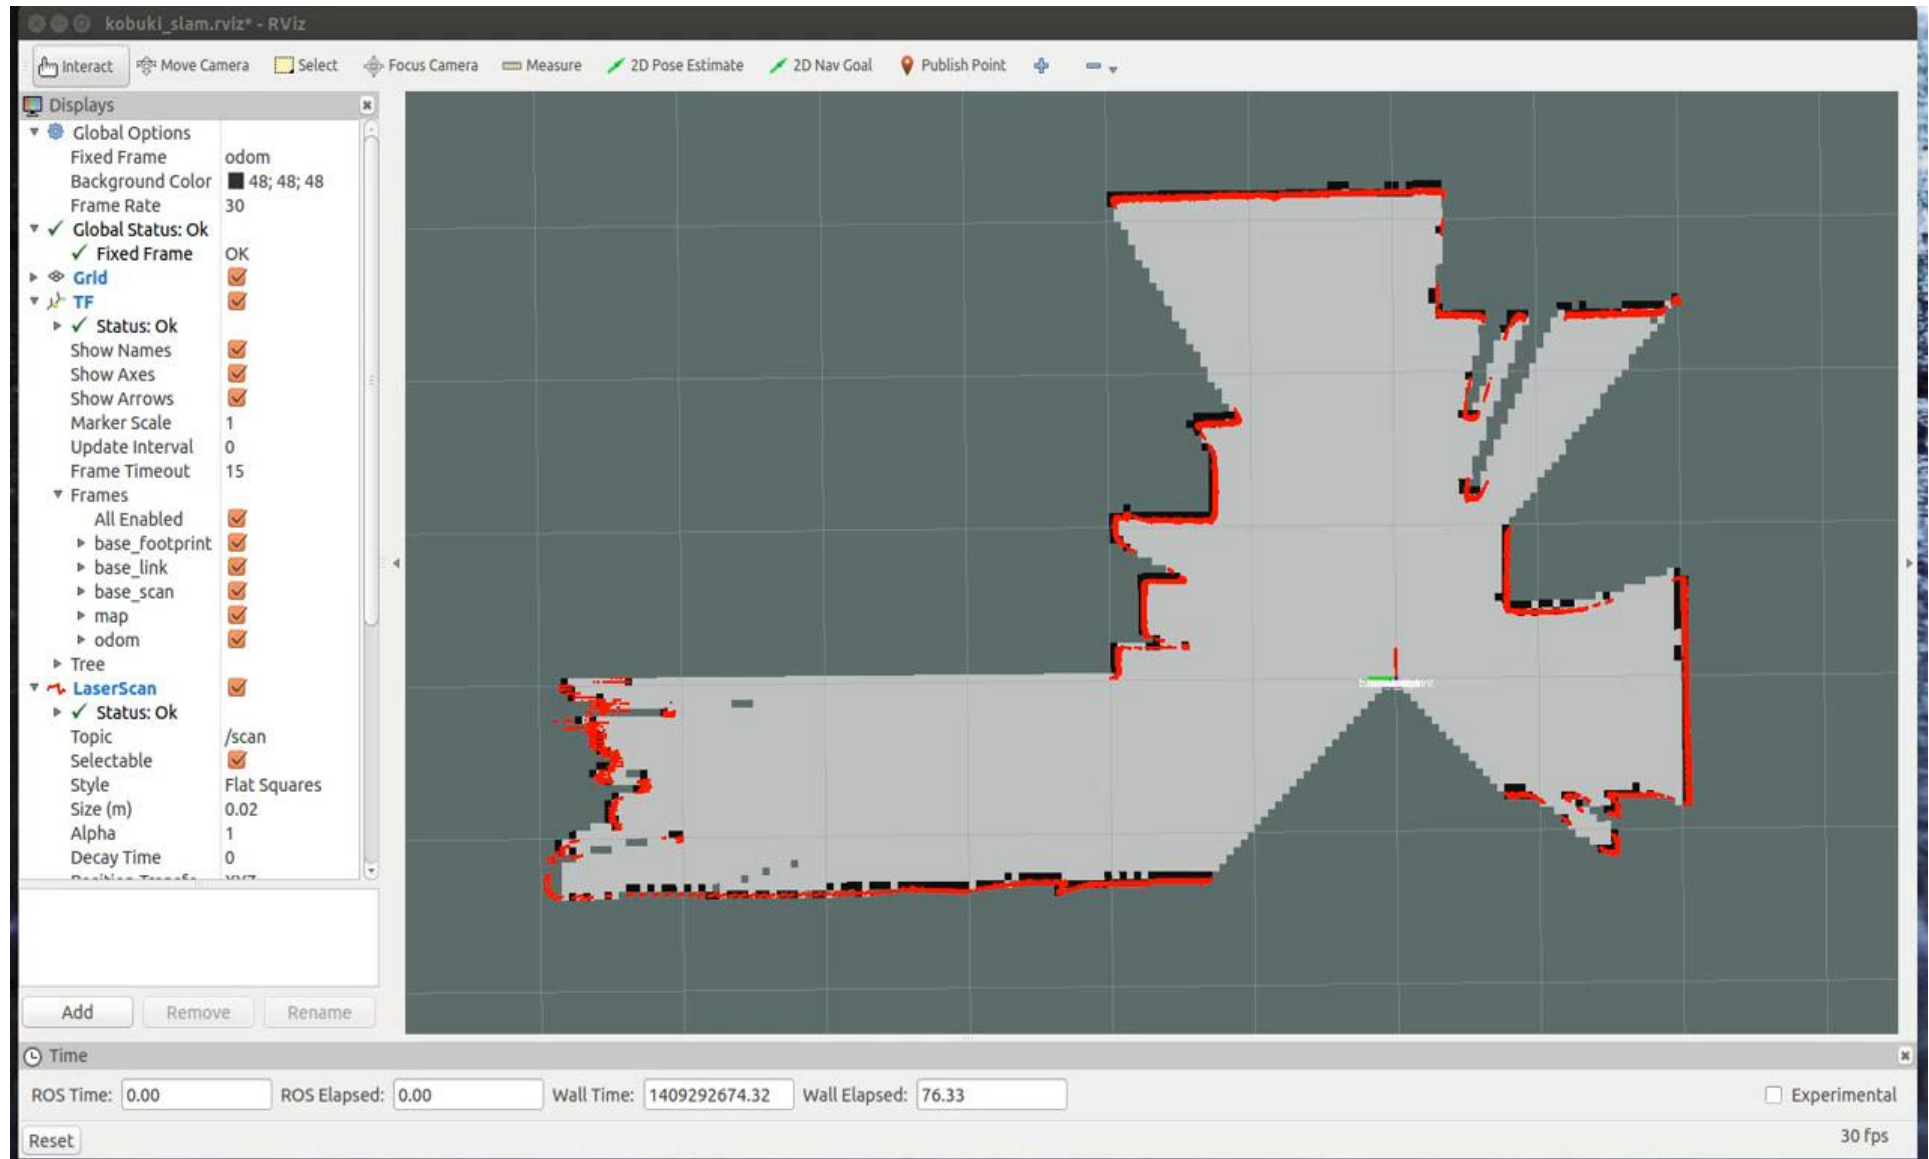 kobuki_slam.rviz* - RViz
Interact Move Camera Select Focus Camera Measure 2D Pose Estimate 2D Nav Goal Publish Point
Displays
Global Options
Fixed Frame odom
Background Color 48; 48; 48
Frame Rate 30
Global Status: Ok
Fixed Frame OK
Grid
TF
Status: Ok
Show Names
Show Axes
Show Arrows
Marker Scale 1
Update Interval 0
Frame Timeout 15
Frames
All Enabled
base_footprint
base_link
base_scan
map
odom
Tree
LaserScan
Status: Ok
Topic /scan
Selectable
Style Flat Squares
Size (m) 0.02
Alpha 1
Decay Time 0
Add Remove Rename
Time
ROS Time: 0.00 ROS Elapsed: 0.00 Wall Time: 1409292674.32 Wall Elapsed: 76.33 Experimental
Reset 30 fps